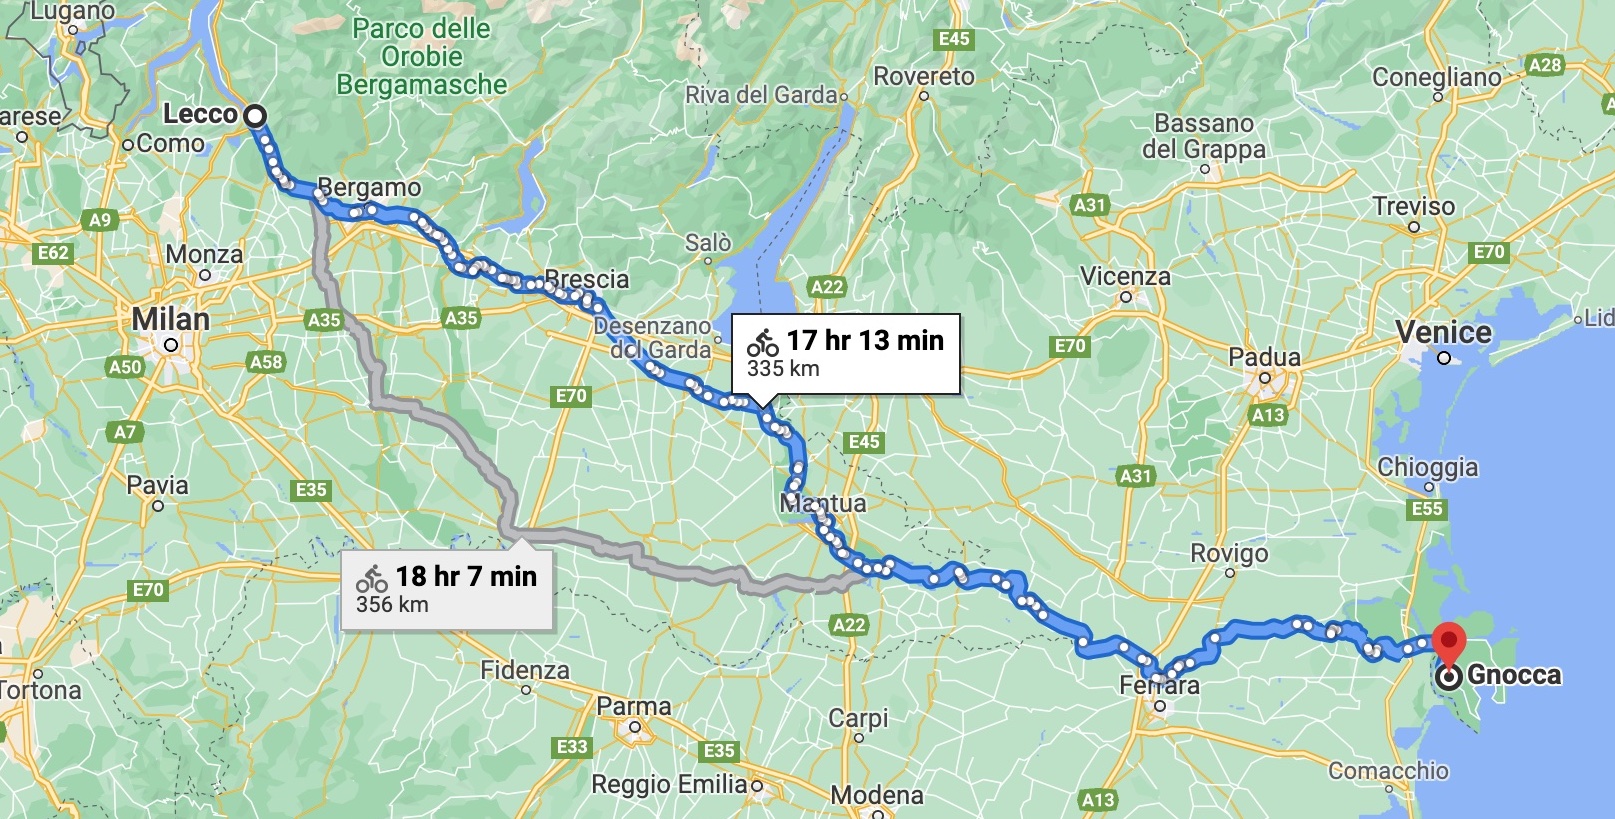 Lugano
Parco delle
Orobie
Bergamasche
E45
Rovereto
Conegliano
A28
Riva del Garda
Lecco
arese
Como
Bassano
del Grappa
Bergamo
A9
A31
Treviso
E62
Monza
Salò
E70
Brescia
A22
Vicenza
Milan
A35
A35
Desenzano
del Garda
17 hr 13 min
335 km
Venice
Lid
A50
A58
E70
Padua
E70
A13
A7
E45
Pavia
E35
A31
Chioggia
Mantua
E55
18 hr 7 min
356 km
Rovigo
E70
A22
Tortona
Fidenza
Ferrara
Gnocca
Parma
Carpi
E33
E35
Reggio Emilia
Modena
Comacchio
A13